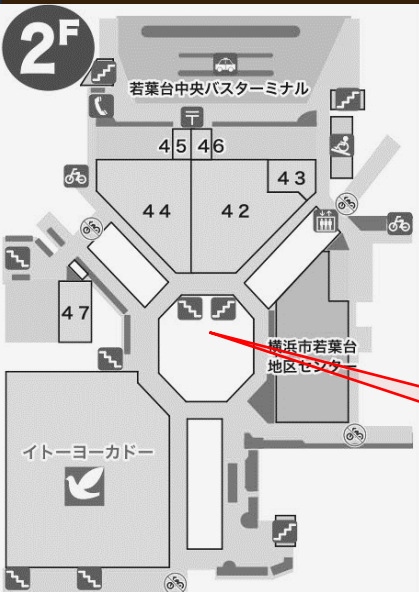 2F
若葉台中央バスターミナル
〒
45 46
43
44 42
47
横浜市若葉台
地区センター
イトーヨーカドー